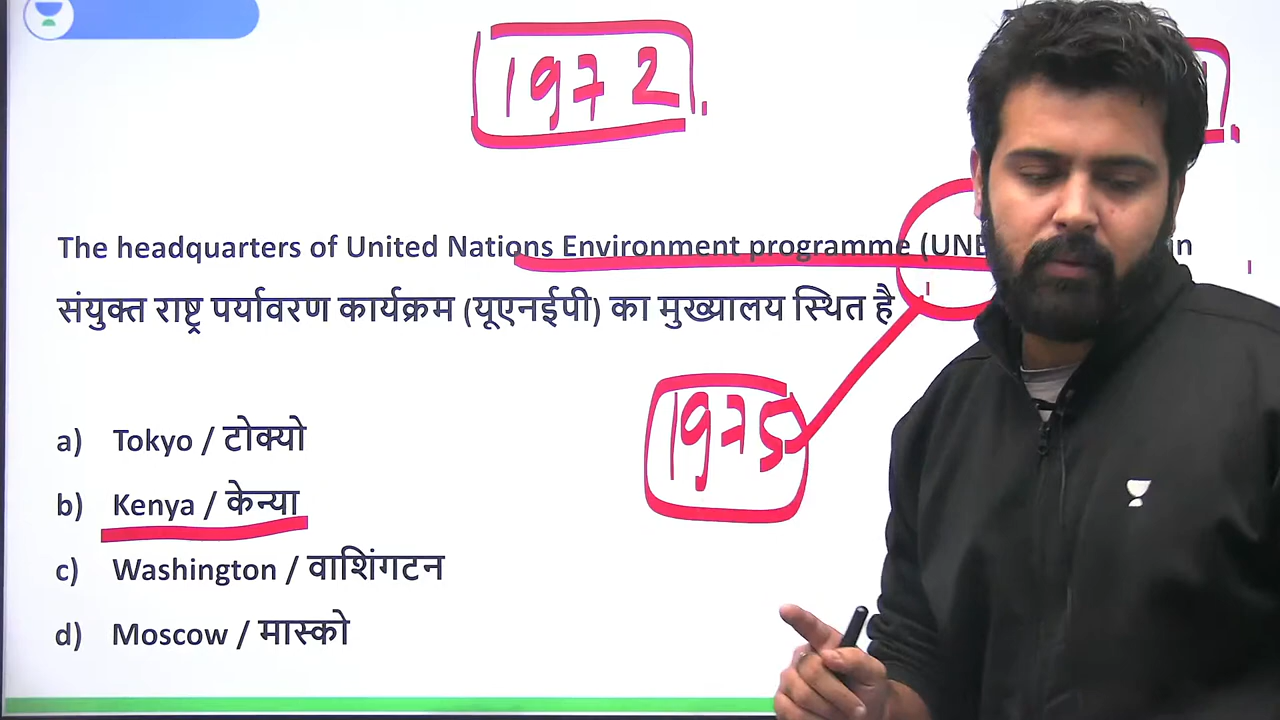 1972.
The headquarters of United Nations Environment programme (UNE in
संयुक्त राष्ट्र पर्यावरण कार्यक्रम (यूएनईपी) का मुख्यालय स्थित है
1975
a) Tokyo / टोक्यो
b) Kenya / केन्या
c) Washington / वाशिंगटन
d) Moscow / मास्को